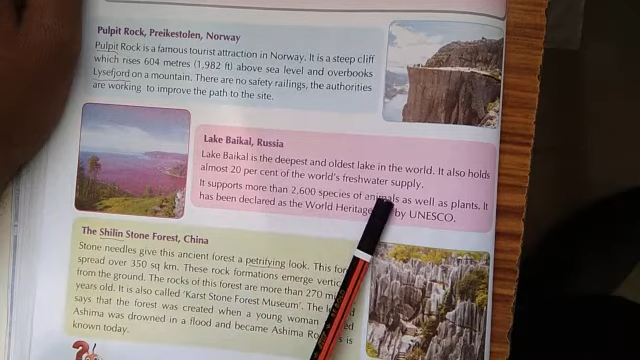 Pulpit Rock, Preikestolen, Norway
Pulpit Rock is a famous tourist attraction in Norway. It is a steep cliff
which rises 604 metres (1,982 ft) above sea level and overbooks
Lysefjord on a mountain. There are no safety railings, the authorities
are working to improve the path to the site.
Lake Baikal, Russia
Lake Baikal is the deepest and oldest lake in the world. It also holds
almost 20 per cent of the world's freshwater supply.
It supports more than 2,600 species of animals as well as plants. It
has been declared as the World Heritage by UNESCO.
The Shilin Stone Forest, China
Stone needles give this ancient forest a petrifying look. This
spread over 350 sq km. These rock formations emerge
from the ground. The rocks of this forest are more than 270
years old. It is also called 'Karst Stone Forest Museum'. The
says that the forest was created when a young woman
Ashima was drowned in a flood and became Ashima is
known today.